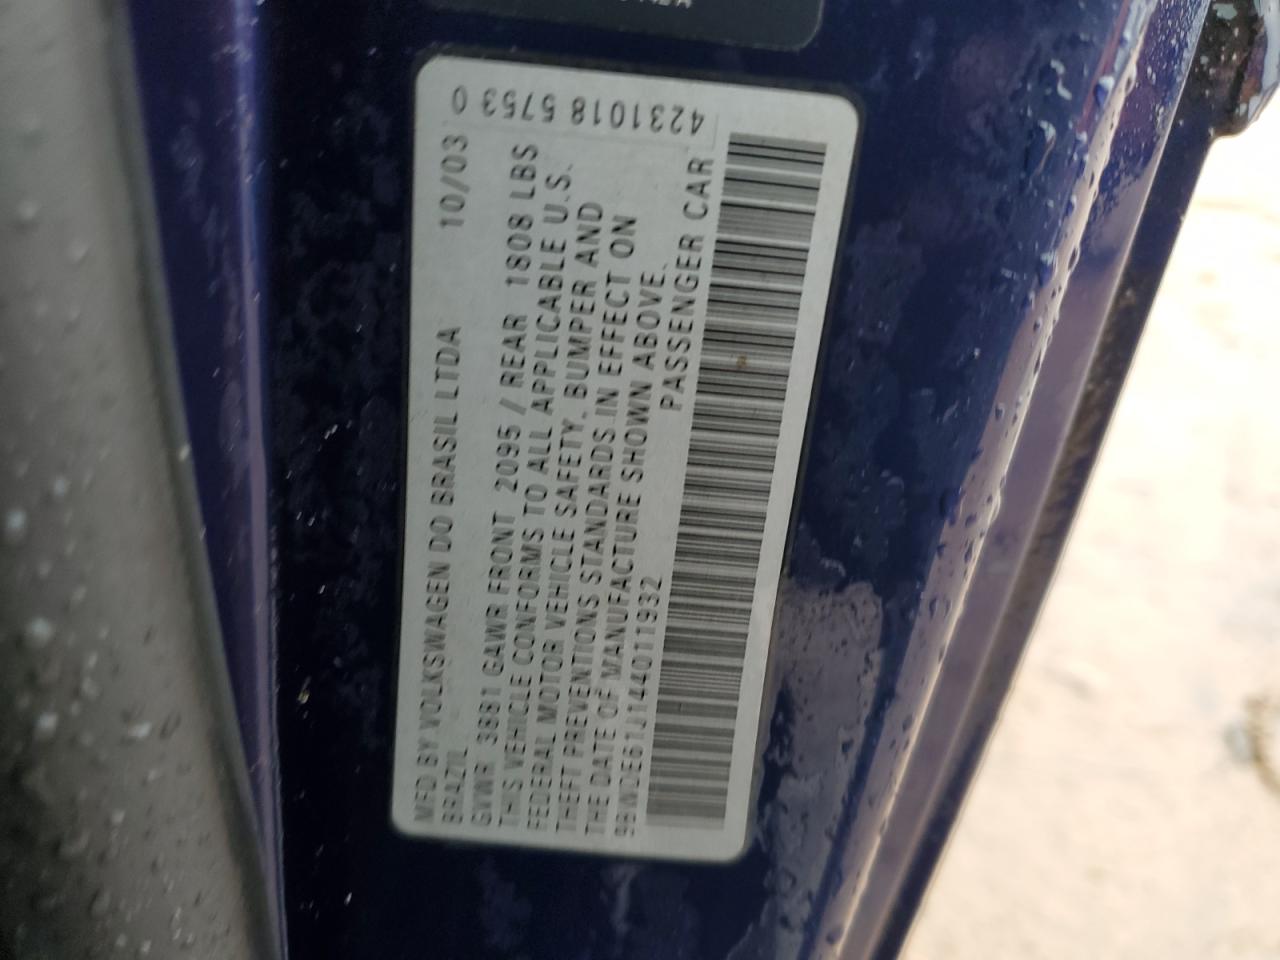 MFD BY VOLKSWAGEN DO BRASIL LTDA 10/03
BRAZIL
GVWR 3861 GAWR FRONT 2095 / REAR 1808 LBS
THIS VEHICLE CONFORMS TO ALL APPLICABLE U.S.
FEDERAL MOTOR VEHICLE SAFETY, BUMPER AND
THEFT PREVENTIONS STANDARDS IN EFFECT ON
THE DATE OF MANUFACTURE SHOWN ABOVE.
9BWDE61J144011932 PASSENGER CAR
4231018 5753 0